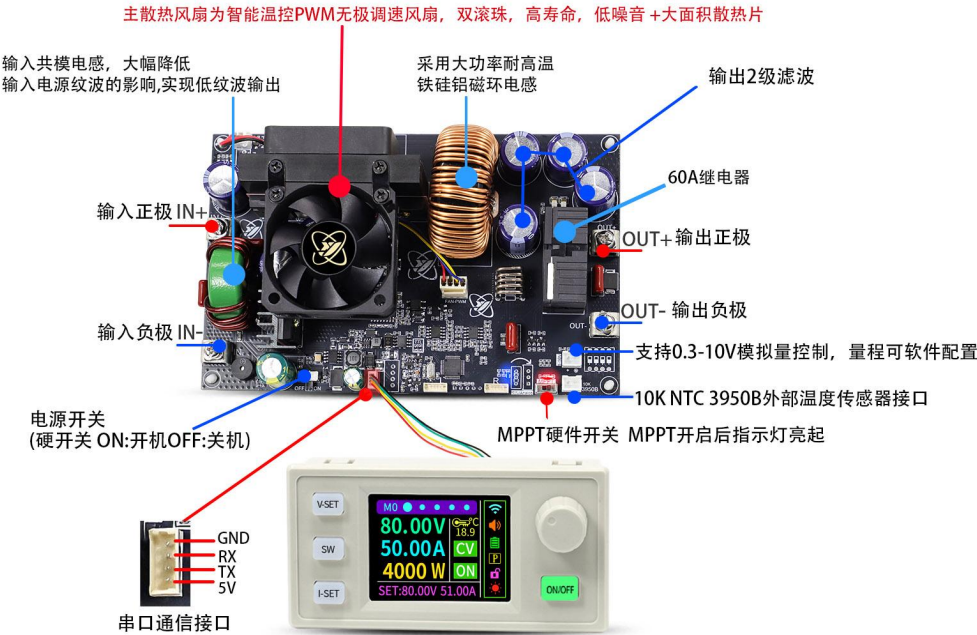 主散热风扇为智能温控PWM无极调速风扇，双滚珠，高寿命，低噪音 +大面积散热片
输入共模电感，大幅降低
输入电源纹波的影响,实现低纹波输出
采用大功率耐高温
铁硅铝磁环电感
输出2级滤波
60A继电器
输入正极 IN+
OUT+
OUT+ 输出正极
FAN-PWM
输入负极 IN-
OUT-
OUT- 输出负极
支持0.3-10V模拟量控制，量程可软件配置
OFF
ON
10K
3950B
10K NTC 3950B外部温度传感器接口
电源开关
(硬开关 ON:开机OFF:关机)
MPPT硬件开关 MPPT开启后指示灯亮起
V-SET
SW
I-SET
M0
80.00V
°C
18.9
50.00A
CV
4000 W
ON
SET:80.00V 51.00A
P
ON/OFF
GND
RX
TX
5V
串口通信接口